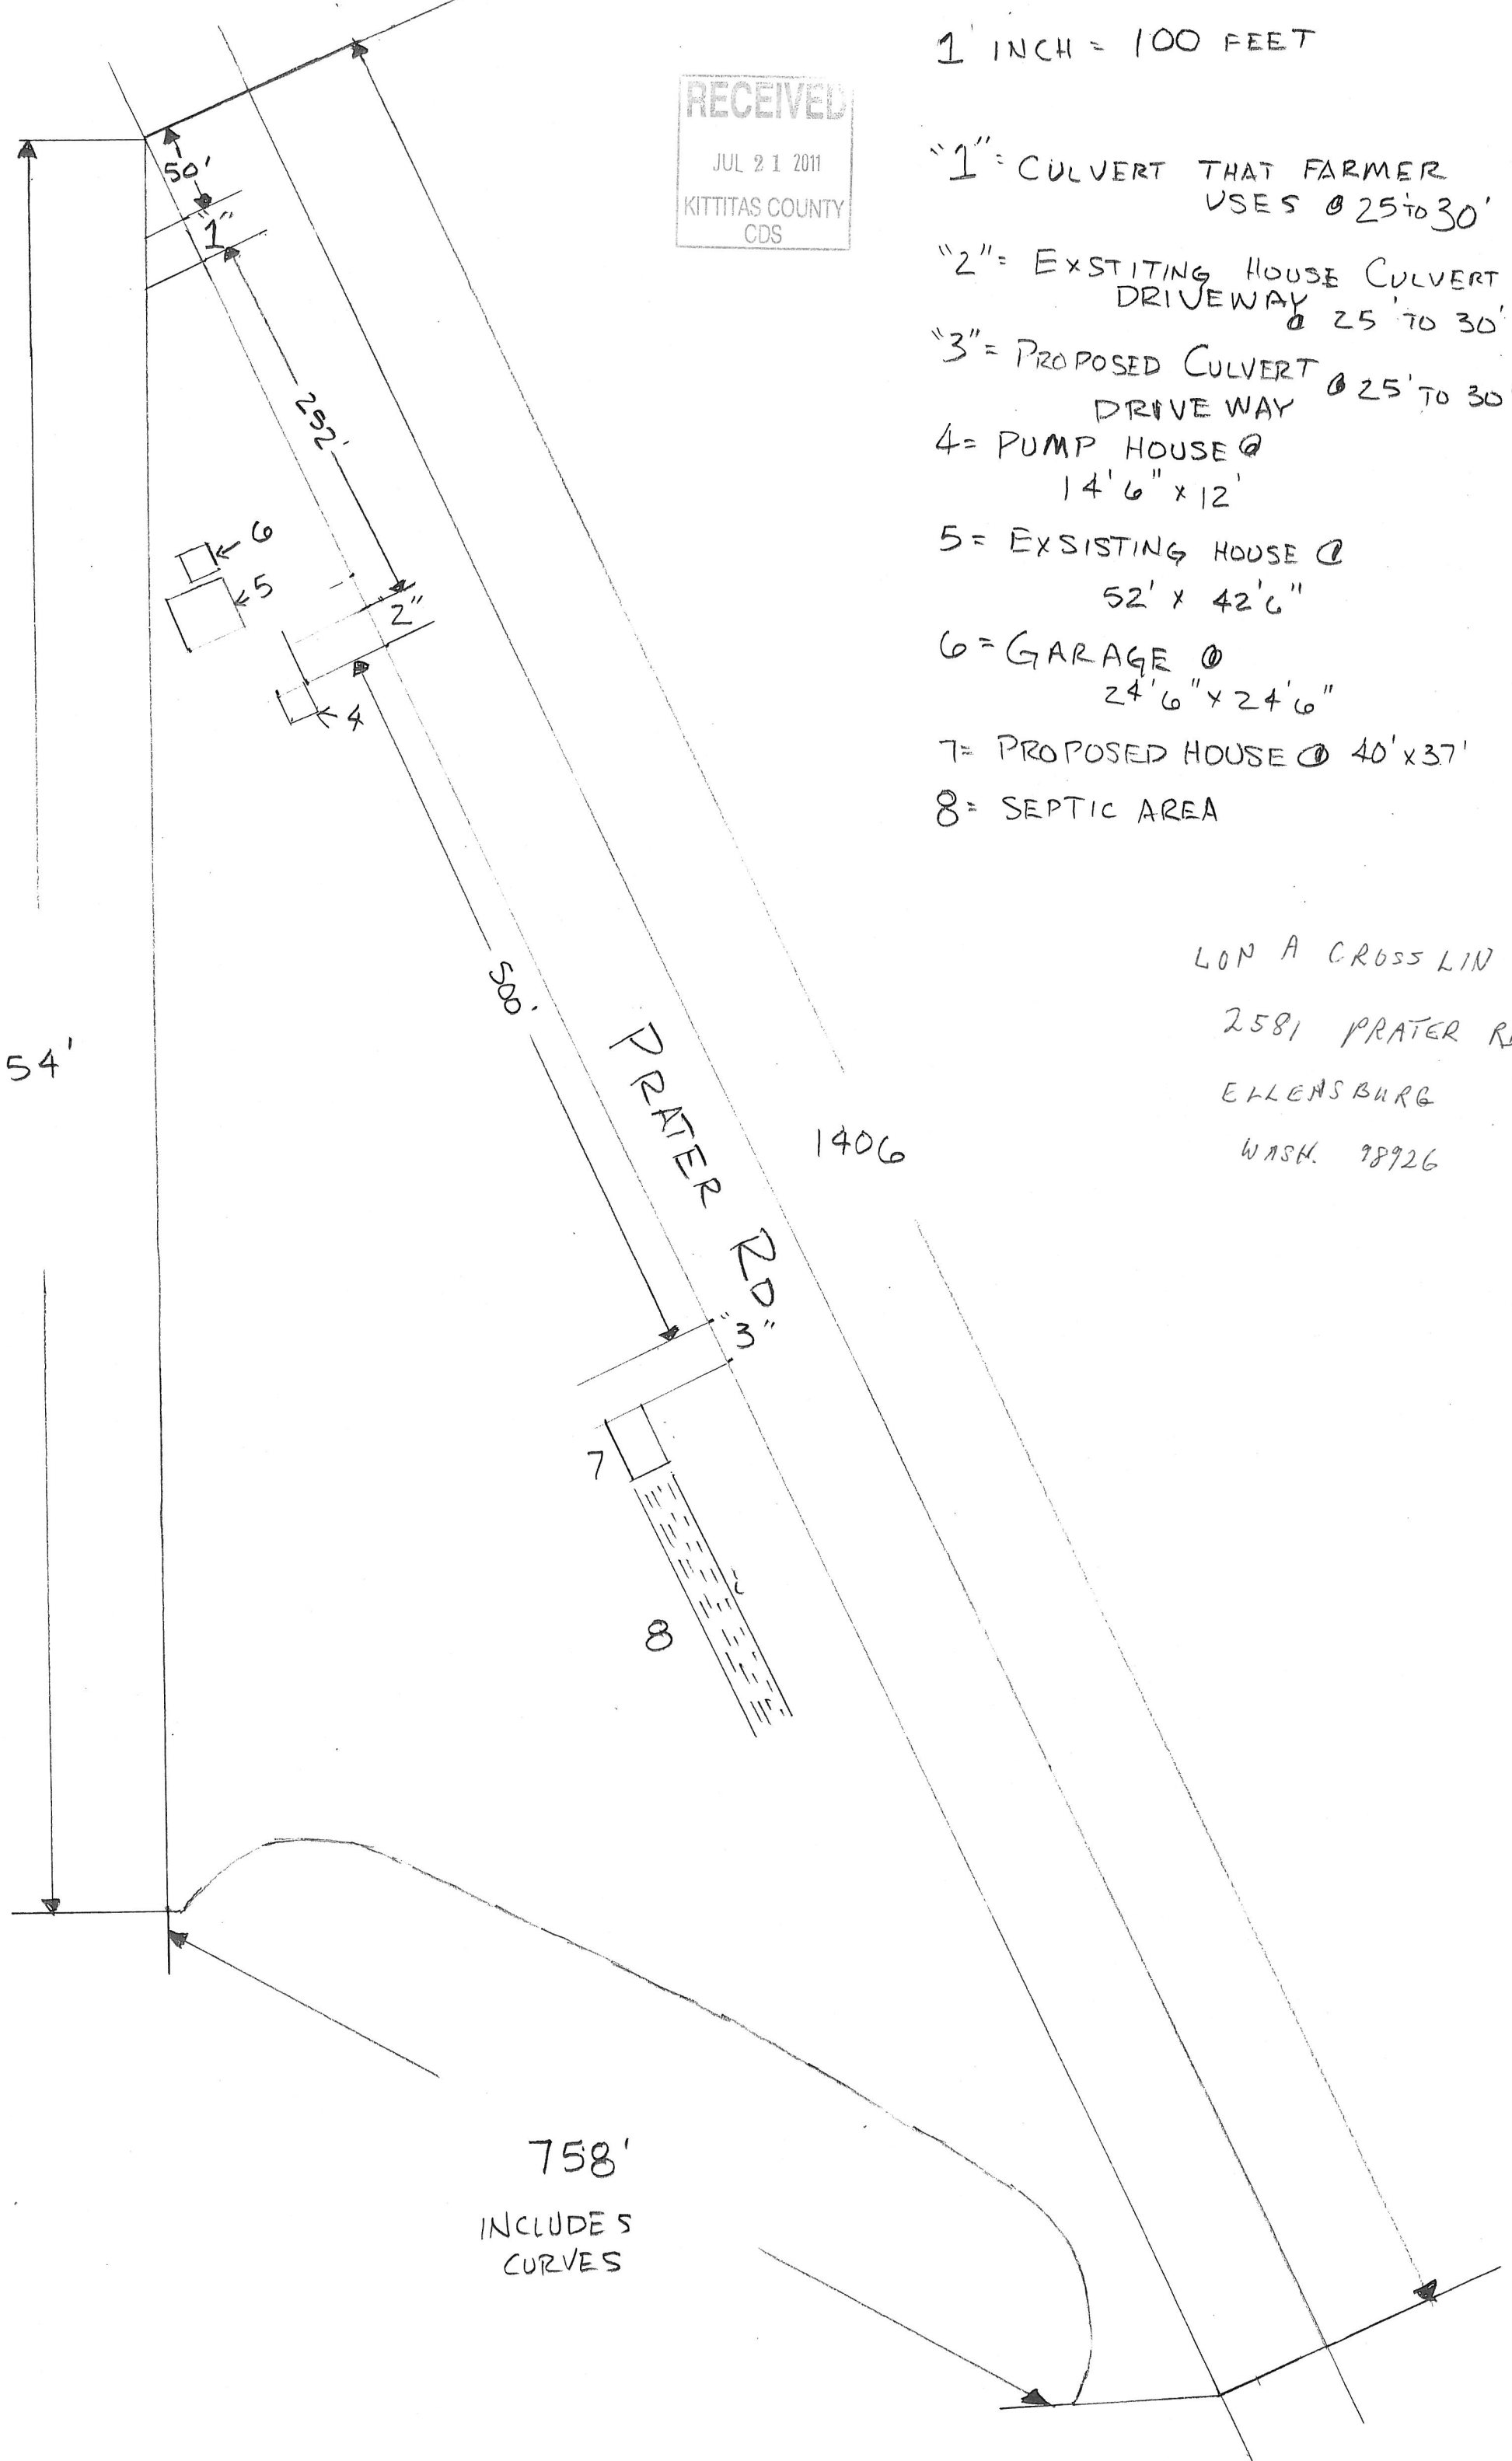 1 INCH = 100 FEET
RECEIVED
JUL 21 2011
KITTITAS COUNTY
CDS
"1" = CULVERT THAT FARMER
USES @ 25' TO 30'
"2" = EXSTITING HOUSE CULVERT
DRIVEWAY
@ 25' TO 30'
"3" = PROPOSED CULVERT @ 25' TO 30
DRIVE WAY
4 = PUMP HOUSE @
14'6" x 12'
5 = EXSISTING HOUSE @
52' x 42'6"
6 = GARAGE @
24'6" x 24'6"
7 = PROPOSED HOUSE @ 40' x 37'
8 = SEPTIC AREA
LON A CROSSLIN
2581 PRATER
ELLENSBURG
WASH. 98926
50'
"1"
252'
6
5
2"
4
500'
54'
PRATER RD
1406
"3"
7
8
758'
INCLUDES
CURVES